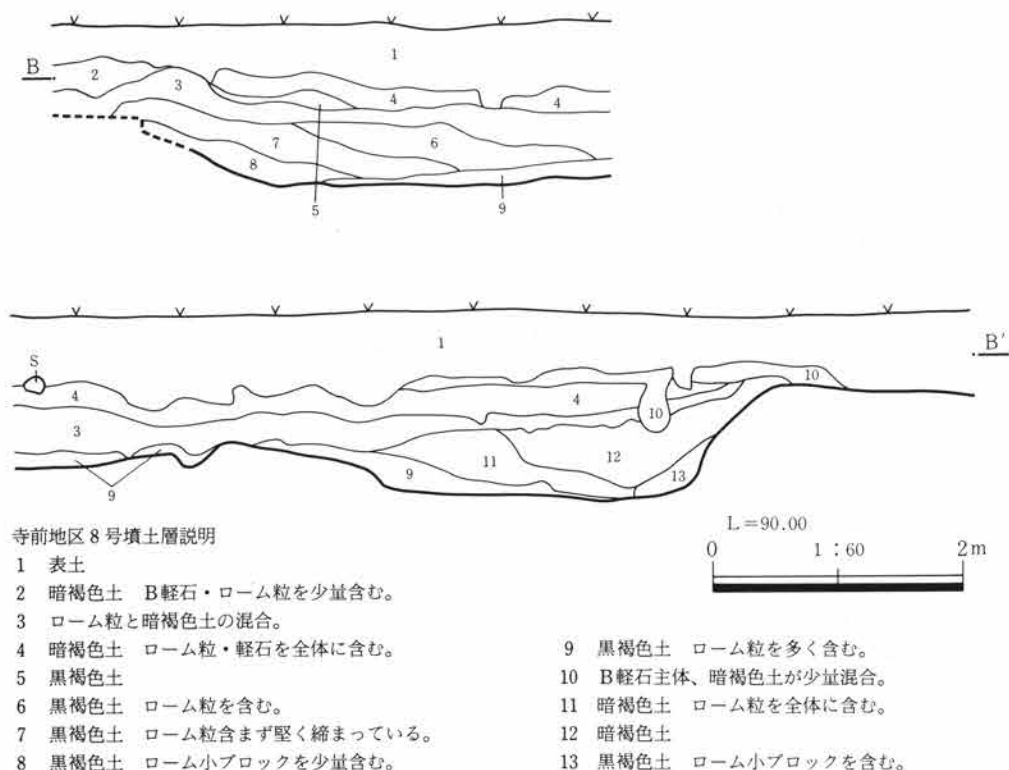 1
B
2
3
4
4
7
6
8
5
9
1
B′
S
4
10
4
10
3
11
12
9
13
9
寺前地区8号墳土層説明
1 表土
2 暗褐色土 B軽石・ローム粒を少量含む。
3 ローム粒と暗褐色土の混合。
4 暗褐色土 ローム粒・軽石を全体に含む。
5 黒褐色土
6 黒褐色土 ローム粒を含む。
7 黒褐色土 ローム粒含まず堅く締まっている。
8 黒褐色土 ローム小ブロックを少量含む。
L=90.00
0 1:60 2m
9 黒褐色土 ローム粒を多く含む。
10 B軽石主体、暗褐色土が少量混合。
11 暗褐色土 ローム粒を全体に含む。
12 暗褐色土
13 黒褐色土 ローム小ブロックを含む。